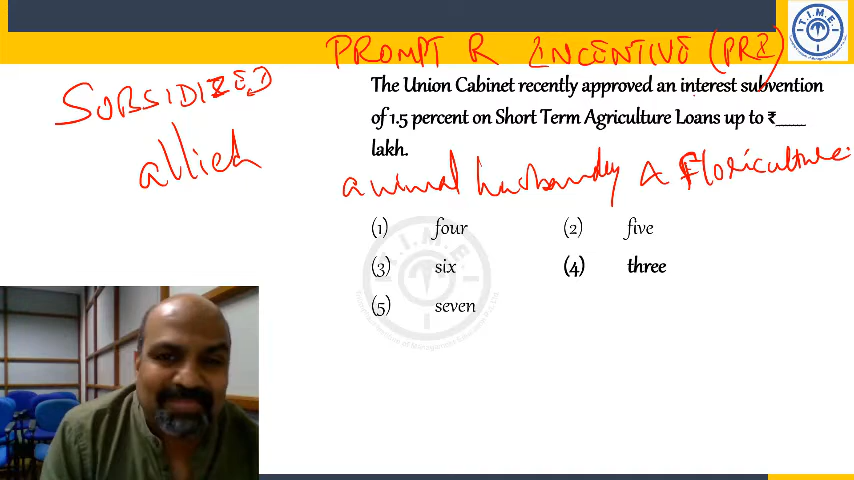 T.I.M.E.
PROMPT R INCENTIVE (PRI)
SUBSIDIZED
The Union Cabinet recently approved an interest subvention
of 1.5 percent on Short Term Agriculture Loans up to ₹____
lakh.
allied
animal husbandry & Floriculture
(1) four (2) five
(3) six (4) three
(5) seven
T.I.M.E.